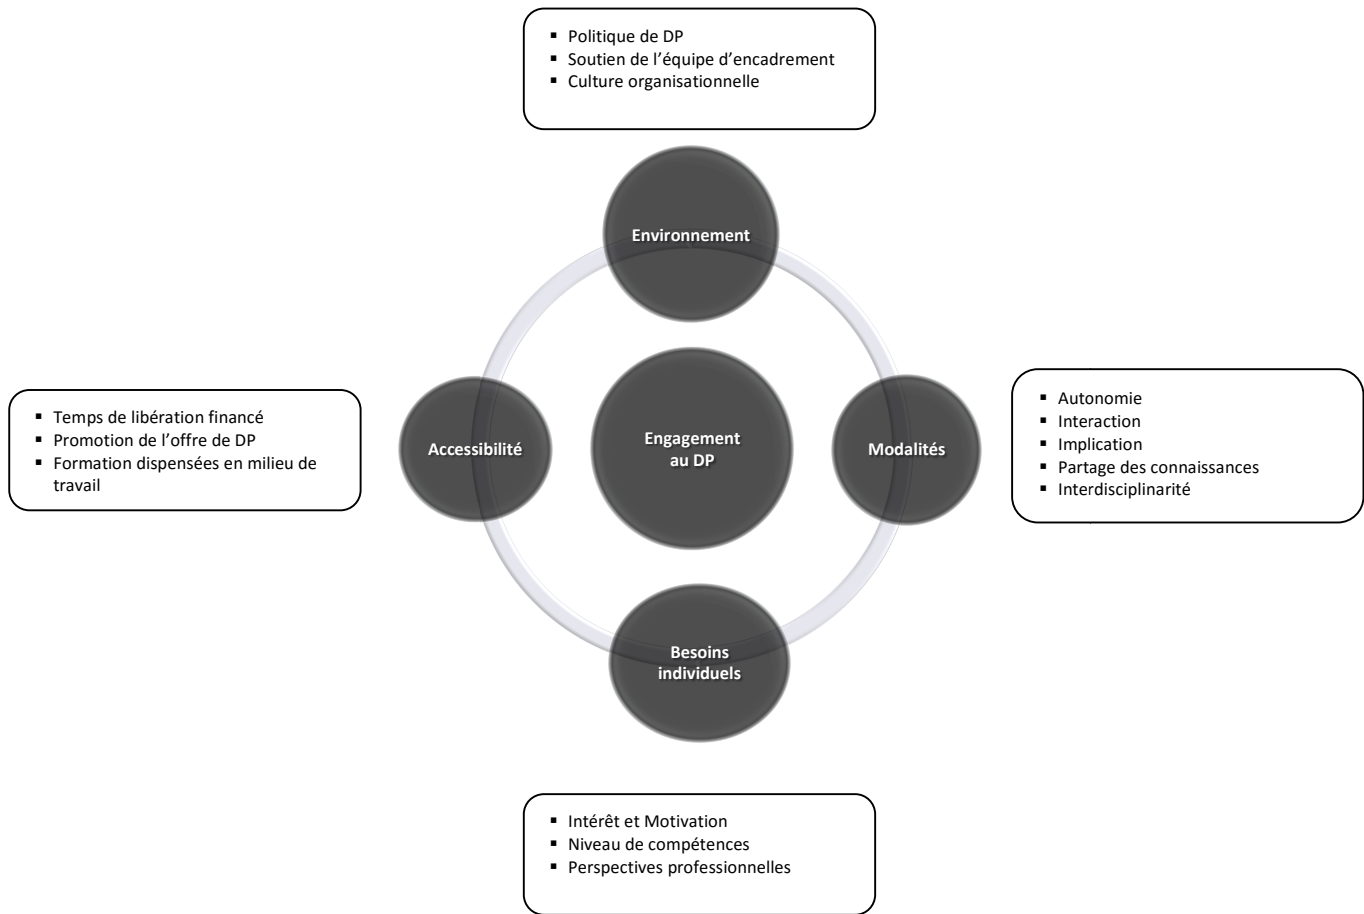 ▪ Politique de DP
▪ Soutien de l’équipe d’encadrement
▪ Culture organisationnelle
Environnement
▪ Temps de libération financé
▪ Promotion de l’offre de DP
▪ Formation dispensées en milieu de
travail
Accessibilité
Engagement
au DP
Modalités
▪ Autonomie
▪ Interaction
▪ Implication
▪ Partage des connaissances
▪ Interdisciplinarité
Besoins
individuels
▪ Intérêt et Motivation
▪ Niveau de compétences
▪ Perspectives professionnelles